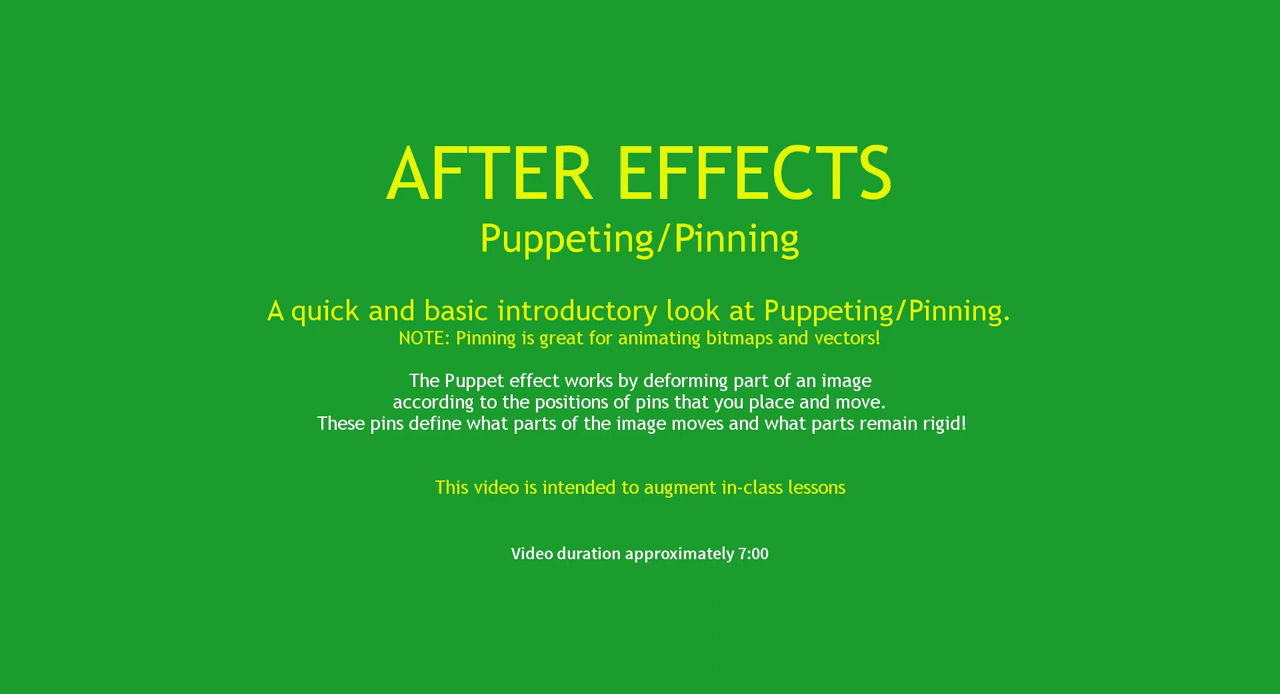 AFTER EFFECTS
Puppeting/Pinning
A quick and basic introductory look at Puppeting/Pinning.
NOTE: Pinning is great for animating bitmaps and vectors!
The Puppet effect works by deforming part of an image
according to the positions of pins that you place and move.
These pins define what parts of the image moves and what parts remain rigid!
This video is intended to augment in-class lessons
Video duration approximately 7:00